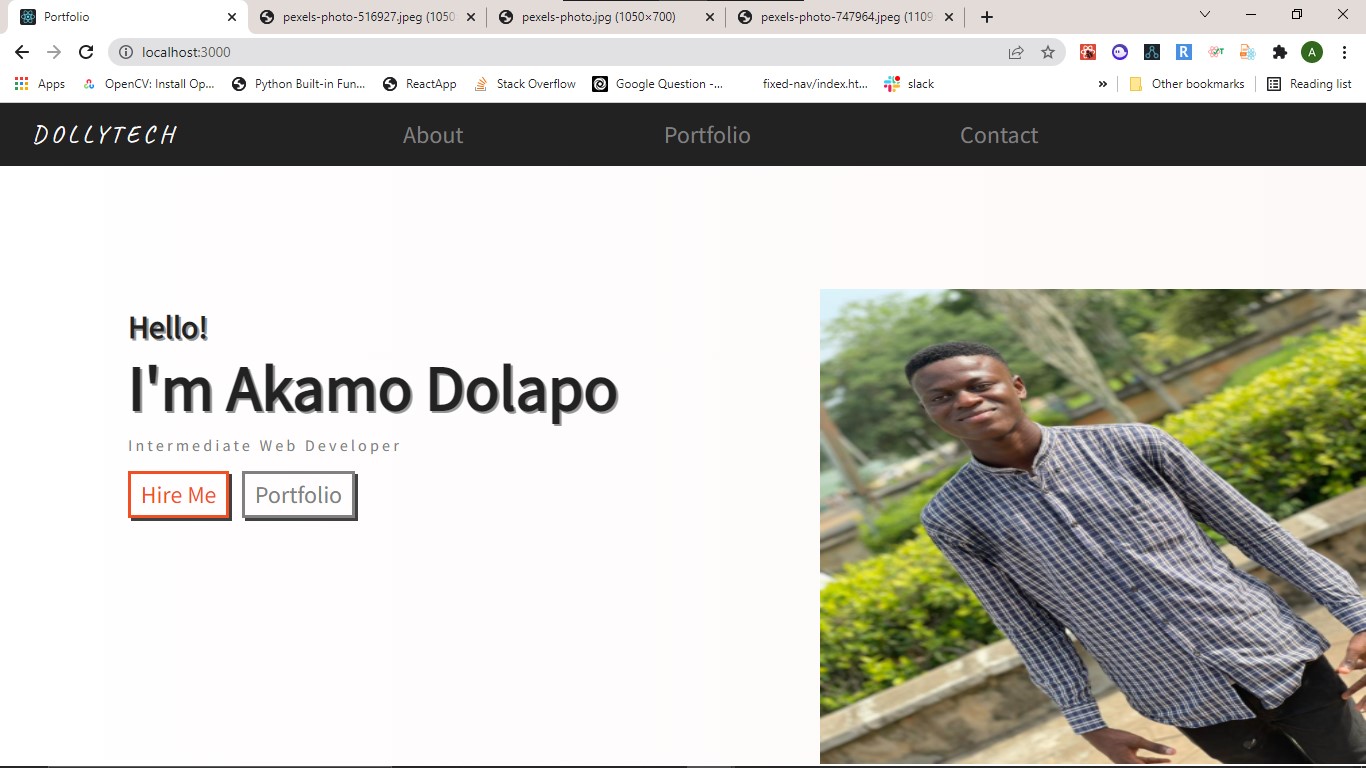 Portfolio
pexels-photo-516927.jpeg (1050
pexels-photo.jpg (1050×700)
pexels-photo-747964.jpeg (1109
localhost:3000
A
Apps
OpenCV: Install Op...
Python Built-in Fun...
ReactApp
Stack Overflow
Google Question -...
fixed-nav/index.ht...
slack
»
Other bookmarks
Reading list
DOLLYTECH
About
Portfolio
Contact
Hello!
I'm Akamo Dolapo
Intermediate Web Developer
Hire Me
Portfolio